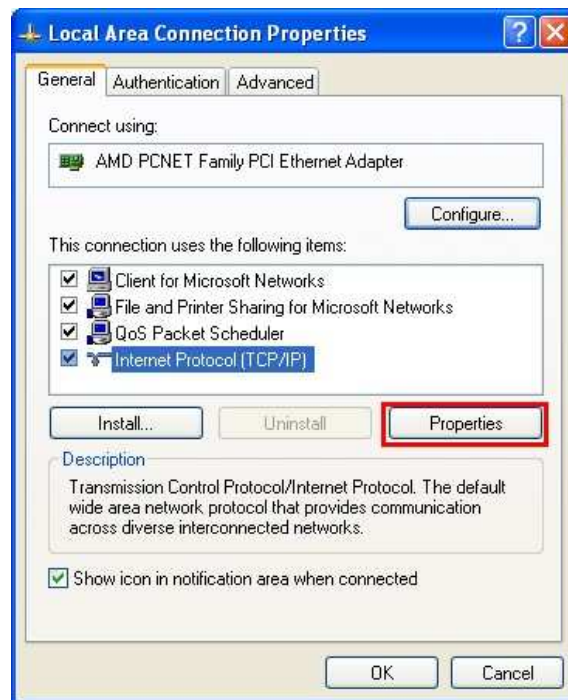 Local Area Connection Properties
General Authentication Advanced
Connect using:
AMD PCNET Family PCI Ethernet Adapter
Configure...
This connection uses the following items:
Client for Microsoft Networks
File and Printer Sharing for Microsoft Networks
QoS Packet Scheduler
Internet Protocol (TCP/IP)
Install... Uninstall Properties
Description
Transmission Control Protocol/Internet Protocol. The default
wide area network protocol that provides communication
across diverse interconnected networks.
Show icon in notification area when connected
OK Cancel